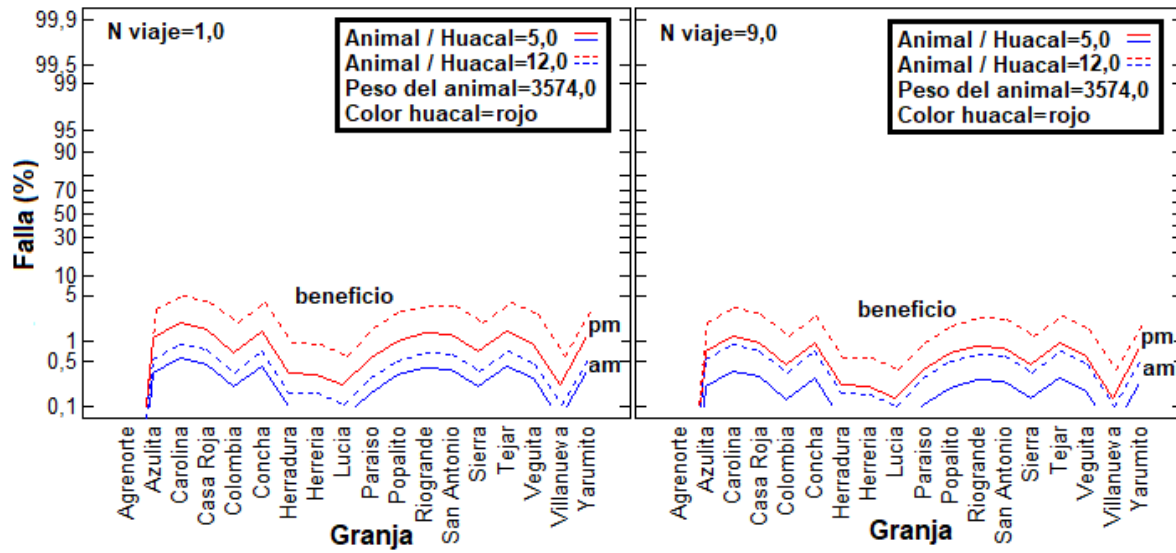 Falla (%)
99,9
99,5
99
95
90
70
50
30
10
5
1
0,5
0,1
N viaje=1,0
Animal / Huacal=5,0
Animal / Huacal=12,0
Peso del animal=3574,0
Color huacal=rojo
beneficio
pm
am
Agrenorte
Azulita
Carolina
Casa Roja
Colombia
Concha
Herradura
Herreria
Lucia
Paraiso
Popalito
Riogrande
San Antonio
Sierra
Tejar
Veguita
Villanueva
Yarumito
Granja
N viaje=9,0
Animal / Huacal=5,0
Animal / Huacal=12,0
Peso del animal=3574,0
Color huacal=rojo
beneficio
pm
am
Agrenorte
Azulita
Carolina
Casa Roja
Colombia
Concha
Herradura
Herreria
Lucia
Paraiso
Popalito
Riogrande
San Antonio
Sierra
Tejar
Veguita
Villanueva
Yarumito
Granja